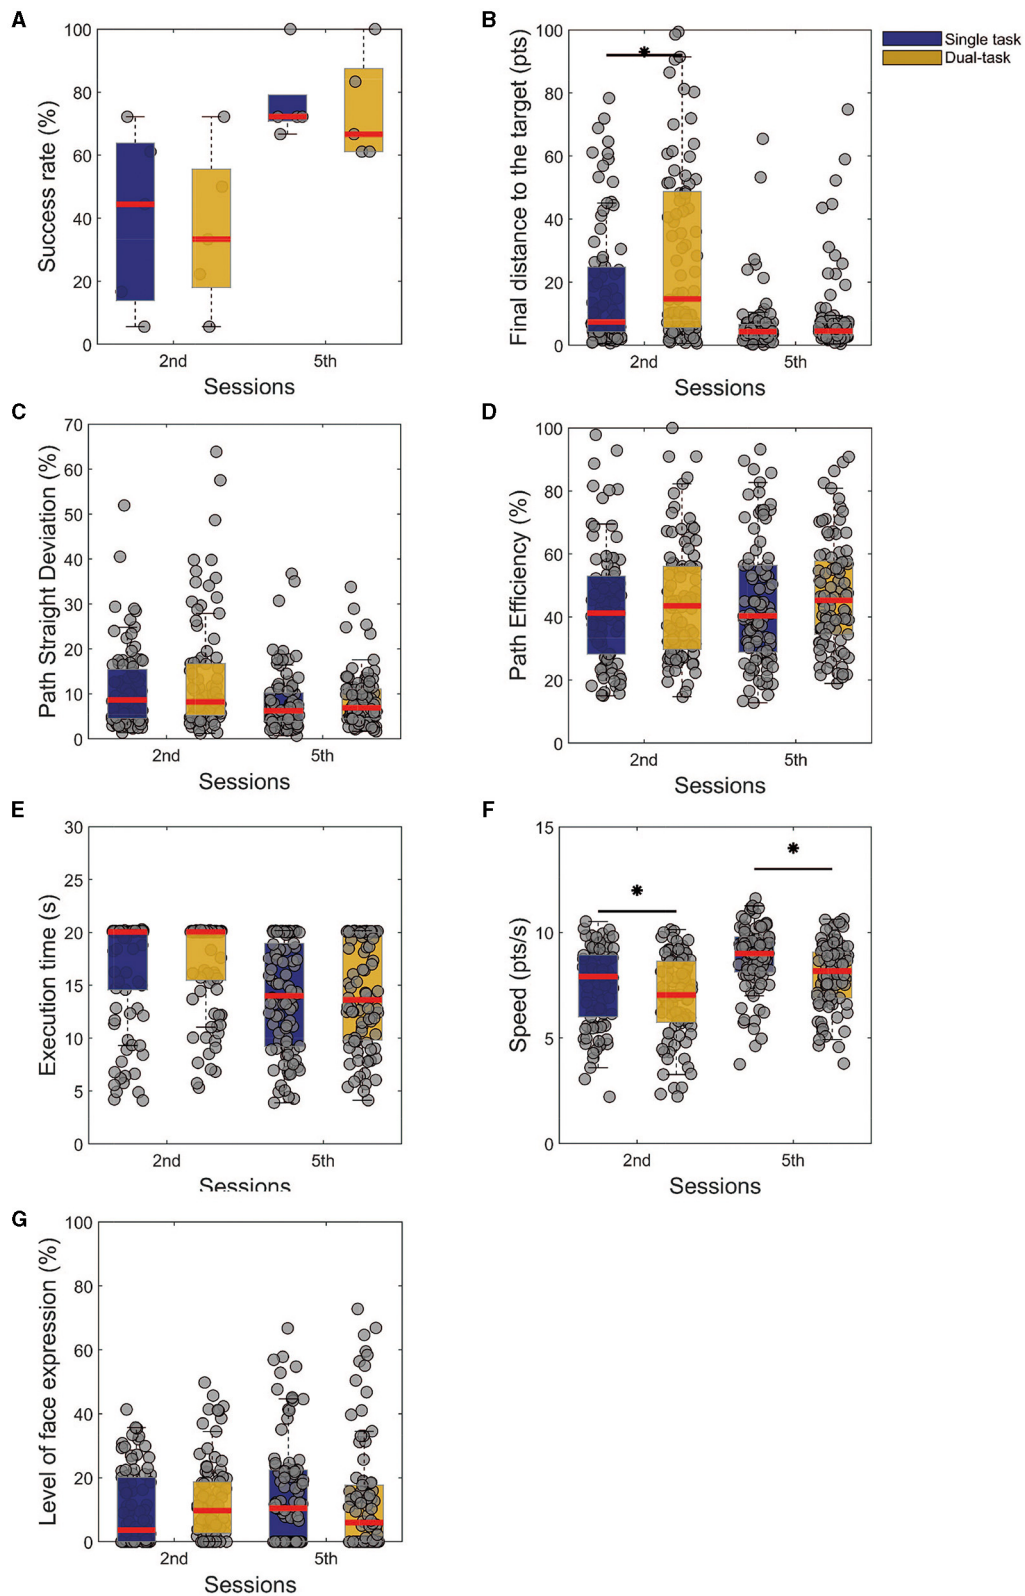 A
Success rate (%)
100
80
60
40
20
0
2nd 5th
Sessions
B
Final distance to the target (pts)
100
80
60
40
20
0
*
2nd 5th
Sessions
Single task
Dual-task
C
Path Straight Deviation (%)
70
60
50
40
30
20
10
0
2nd 5th
Sessions
D
Path Efficiency (%)
100
80
60
40
20
0
2nd 5th
Sessions
E
Execution time (s)
30
25
20
15
10
5
0
2nd 5th
Sessions
F
Speed (pts/s)
15
10
5
0
*
*
2nd 5th
Sessions
G
Level of face expression (%)
100
80
60
40
20
0
2nd 5th
Sessions